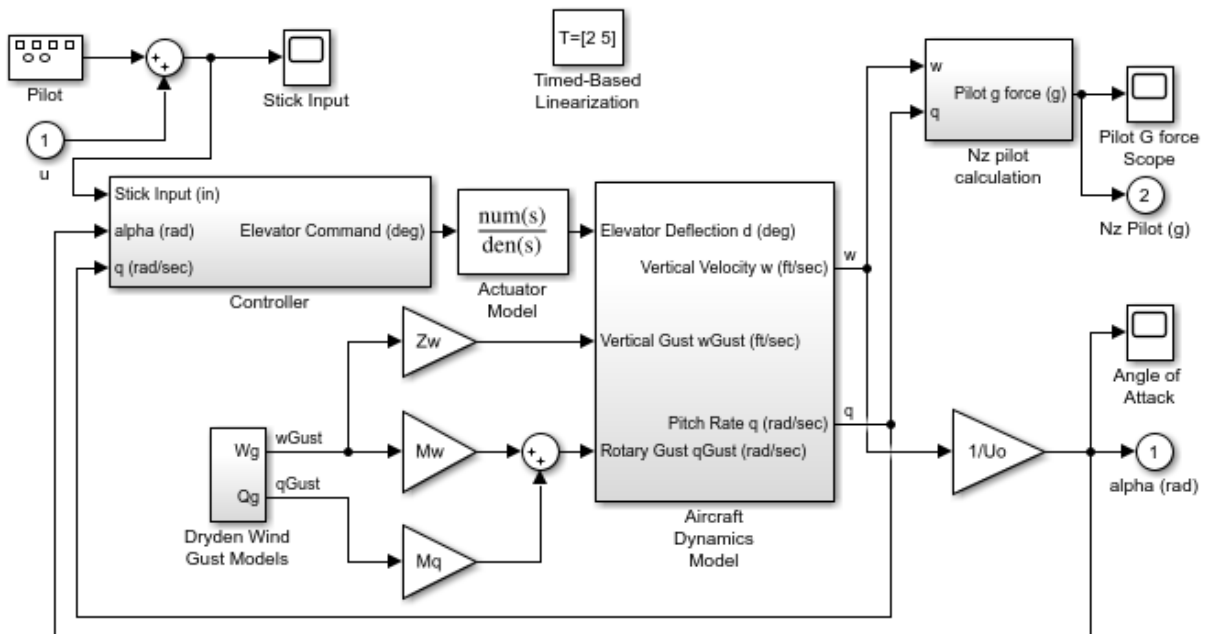 Pilot
+
+
Stick Input
1
u
T=[2 5]
Timed-Based
Linearization
w
Pilot g force (g)
q
Nz pilot
calculation
Pilot G force
Scope
2
Nz Pilot (g)
Stick Input (in)
alpha (rad)
Elevator Command (deg)
q (rad/sec)
Controller
num(s)
den(s)
Actuator
Model
Elevator Deflection d (deg)
Vertical Velocity w (ft/sec)
w
Vertical Gust wGust (ft/sec)
Pitch Rate q (rad/sec)
q
Rotary Gust qGust (rad/sec)
Aircraft
Dynamics
Model
Zw
Mw
Mq
+
+
Wg
wGust
Qg
qGust
Dryden Wind
Gust Models
Angle of
Attack
1/Uo
1
alpha (rad)